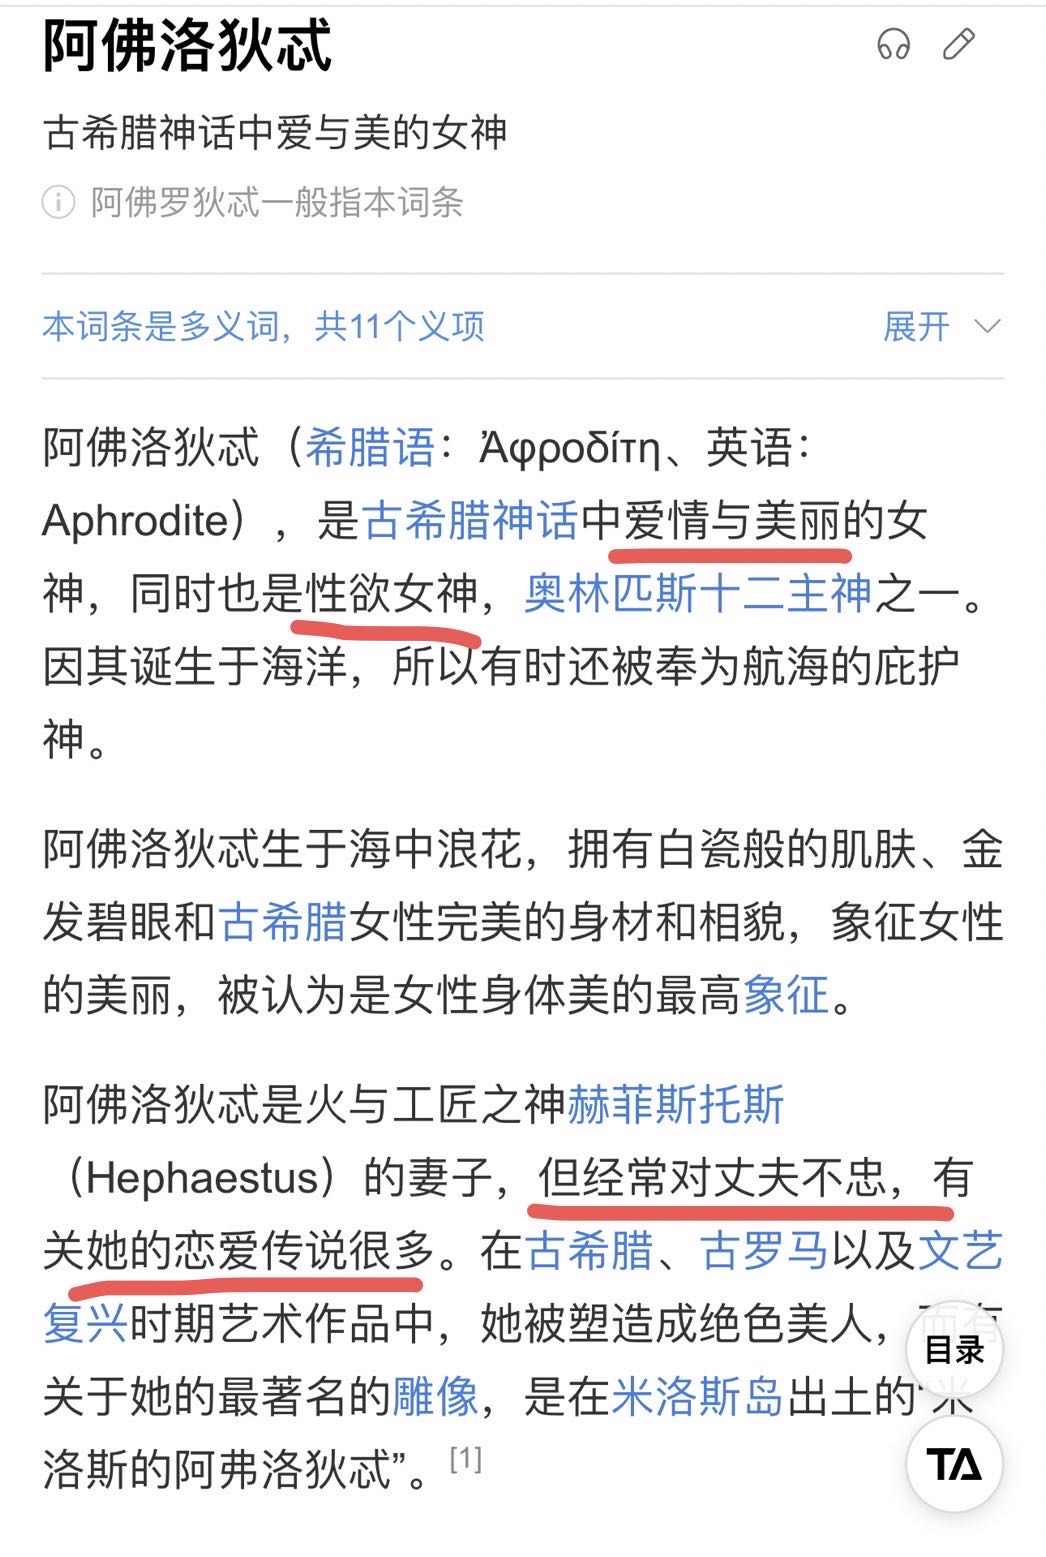 阿佛洛狄忒
古希腊神话中爱与美的女神
阿佛罗狄忒一般指本词条
本词条是多义词，共11个义项 展开
阿佛洛狄忒（希腊语：Ἀφροδίτη、英语：
Aphrodite），是古希腊神话中爱情与美丽的女
神，同时也是性欲女神，奥林匹斯十二主神之一。
因其诞生于海洋，所以有时还被奉为航海的庇护
神。
阿佛洛狄忒生于海中浪花，拥有白瓷般的肌肤、金
发碧眼和古希腊女性完美的身材和相貌，象征女性
的美丽，被认为是女性身体美的最高象征。
阿佛洛狄忒是火与工匠之神赫菲斯托斯
（Hephaestus）的妻子，但经常对丈夫不忠，有
关她的恋爱传说很多。在古希腊、古罗马以及文艺
复兴时期艺术作品中，她被塑造成绝色美人，而有
目录
关于她的最著名的雕像，是在米洛斯岛出土的“米
洛斯的阿弗洛狄忒”。[1]
TA